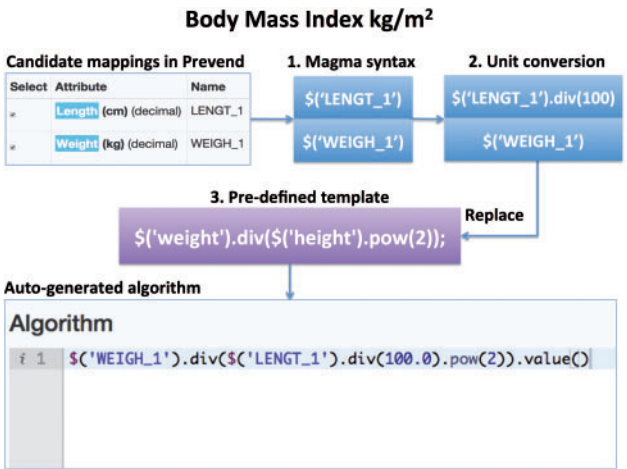 Body Mass Index kg/m²
Candidate mappings in Prevend
1. Magma syntax
2. Unit conversion
Select Attribute Name
Length (cm) (decimal) LENGT_1
Weight (kg) (decimal) WEIGH_1
$('LENGT_1')
$('WEIGH_1')
$('LENGT_1').div(100)
$('WEIGH_1')
3. Pre-defined template
Replace
$('weight').div($('height').pow(2));
Auto-generated algorithm
Algorithm
i 1 $('WEIGH_1').div($('LENGT_1').div(100.0).pow(2)).value()